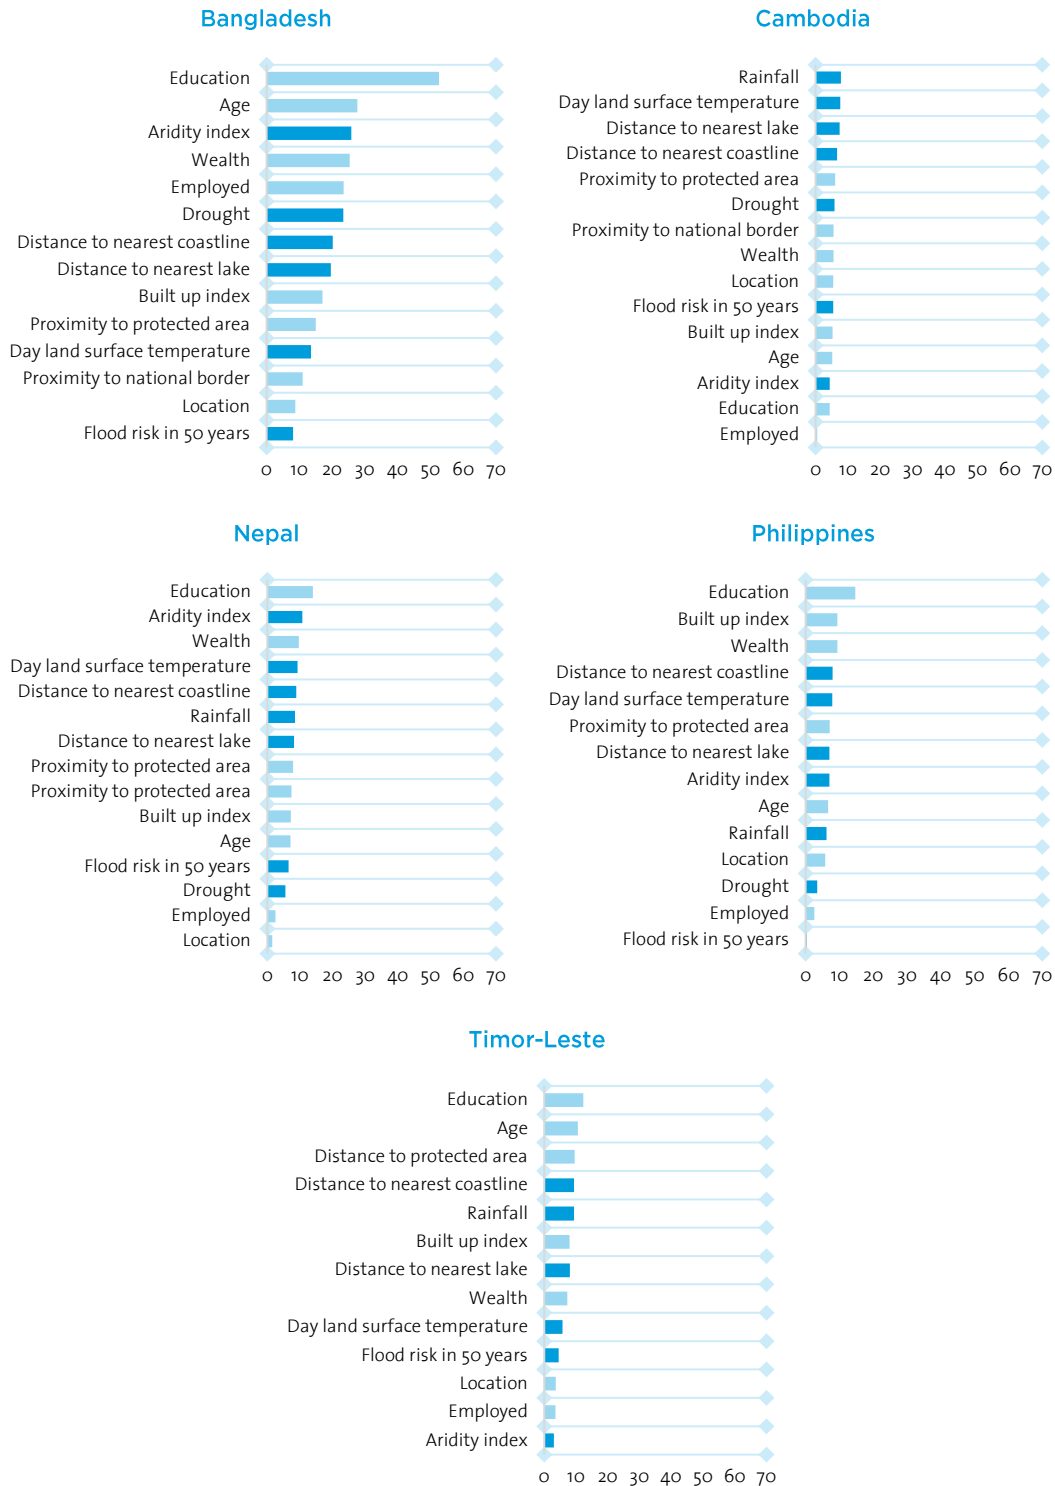 Bangladesh
Education
Age
Aridity index
Wealth
Employed
Drought
Distance to nearest coastline
Distance to nearest lake
Built up index
Proximity to protected area
Day land surface temperature
Proximity to national border
Location
Flood risk in 50 years
0 10 20 30 40 50 60 70
Cambodia
Rainfall
Day land surface temperature
Distance to nearest lake
Distance to nearest coastline
Proximity to protected area
Drought
Proximity to national border
Wealth
Location
Flood risk in 50 years
Built up index
Age
Aridity index
Education
Employed
0 10 20 30 40 50 60 70
Nepal
Education
Aridity index
Wealth
Day land surface temperature
Distance to nearest coastline
Rainfall
Distance to nearest lake
Proximity to protected area
Proximity to protected area
Built up index
Age
Flood risk in 50 years
Drought
Employed
Location
0 10 20 30 40 50 60 70
Philippines
Education
Built up index
Wealth
Distance to nearest coastline
Day land surface temperature
Proximity to protected area
Distance to nearest lake
Aridity index
Age
Rainfall
Location
Drought
Employed
Flood risk in 50 years
0 10 20 30 40 50 60 70
Timor-Leste
Education
Age
Distance to protected area
Distance to nearest coastline
Rainfall
Built up index
Distance to nearest lake
Wealth
Day land surface temperature
Flood risk in 50 years
Location
Employed
Aridity index
0 10 20 30 40 50 60 70